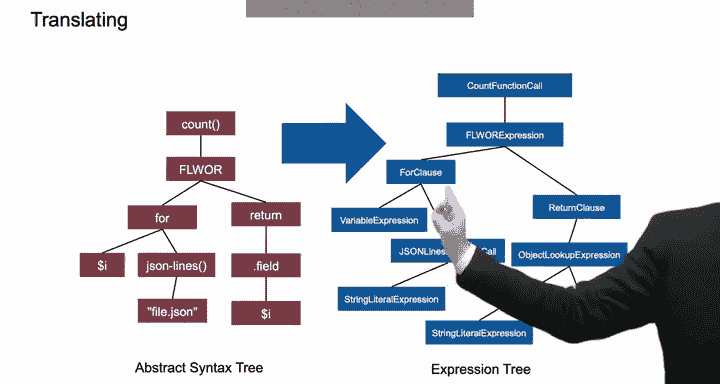 Translating
count()
FLWOR
for
return
$i
json-lines()
.field
"file.json"
$i
Abstract Syntax Tree
CountFunctionCall
FLWORExpression
ForClause
ReturnClause
VariableExpression
ObjectLookupExpression
StringLiteralExpression
StringLiteralExpression
Expression Tree